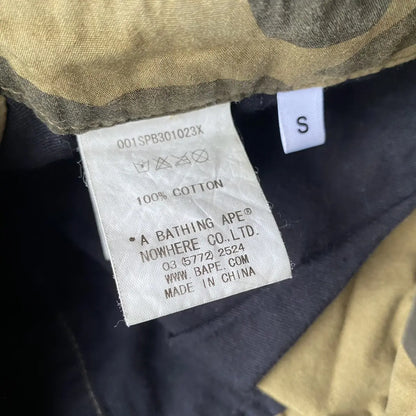 001SPB301023X
100% COTTON
*A BATHING APE®
NOWHERE CO.,LTD.
03 (5772) 2524
WWW.BAPE.COM
MADE IN CHINA
S